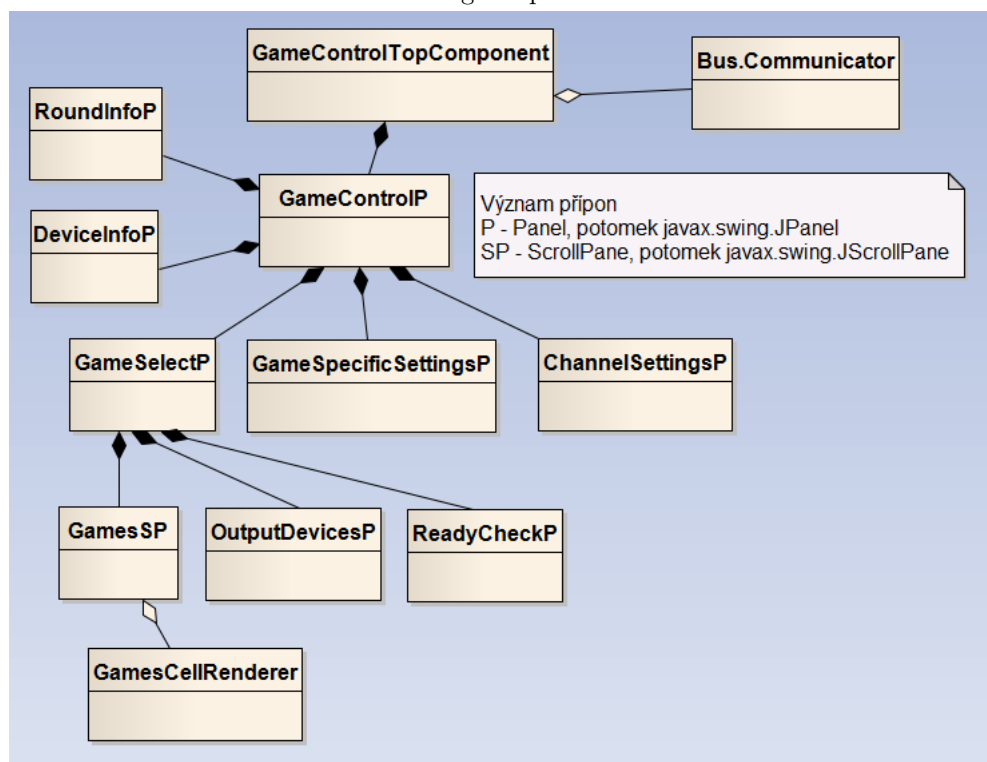 GameControlTopComponent
Bus.Communicator
RoundInfoP
GameControlP
Význam přípon
P - Panel, potomek javax.swing.JPanel
SP - ScrollPane, potomek javax.swing.JScrollPane
DeviceInfoP
GameSelectP
GameSpecificSettingsP
ChannelSettingsP
GamesSP
OutputDevicesP
ReadyCheckP
GamesCellRenderer